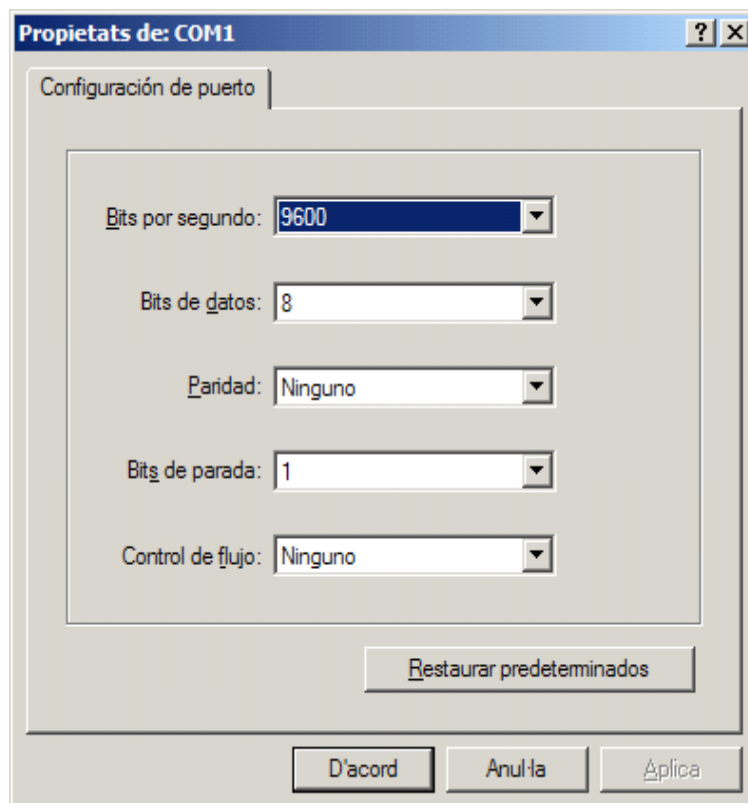 Propietats de: COM1
Configuración de puerto
Bits por segundo: 9600
Bits de datos: 8
Paridad: Ninguno
Bits de parada: 1
Control de flujo: Ninguno
Restaurar predeterminados
D'acord Anul·la Aplica